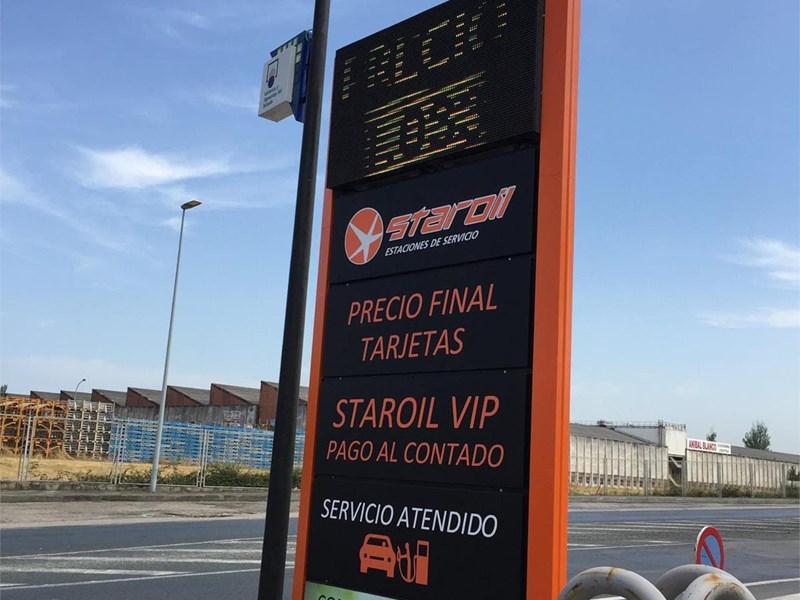 staroil
ESTACIONES DE SERVICIO
PRECIO FINAL
TARJETAS
STAROIL VIP
PAGO AL CONTADO
SERVICIO ATENDIDO
ANIBAL BLANCO